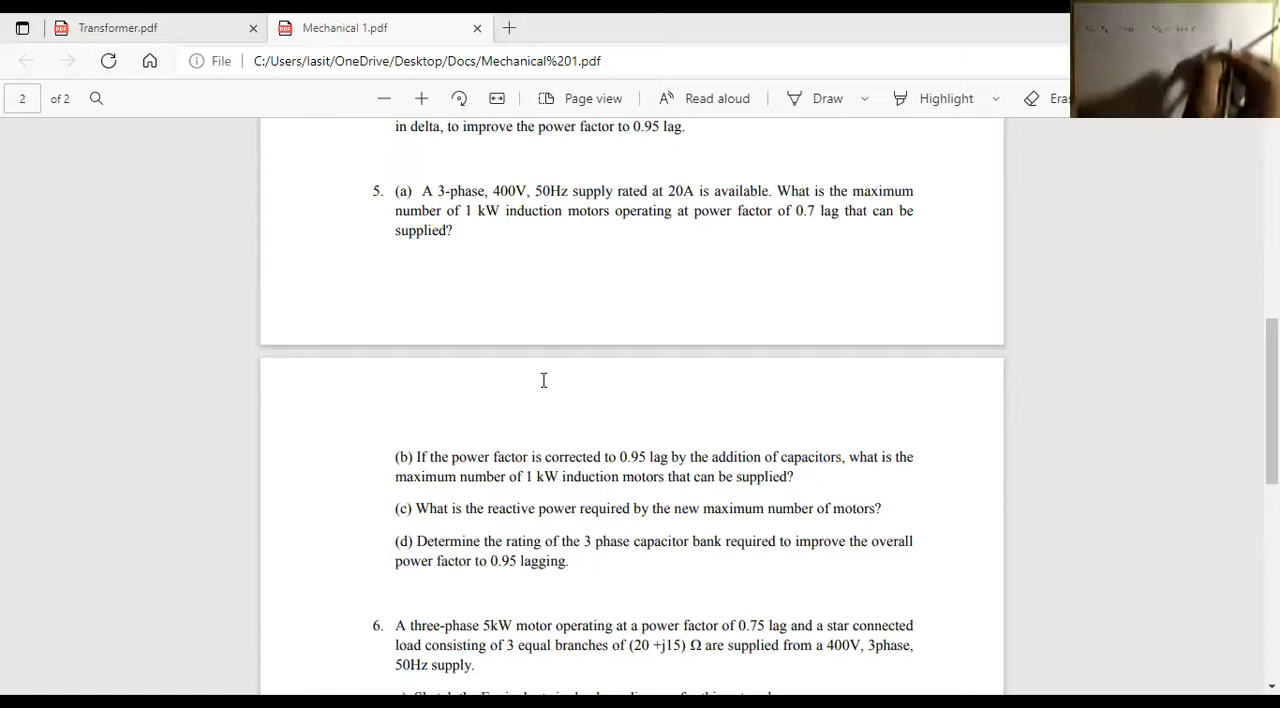 Transformer.pdf
Mechanical 1.pdf
File
C:/Users/lasit/OneDrive/Desktop/Docs/Mechanical%201.pdf
2
of 2
Page view
Read aloud
Draw
Highlight
Eras
in delta, to improve the power factor to 0.95 lag.
5. (a) A 3-phase, 400V, 50Hz supply rated at 20A is available. What is the maximum
number of 1 kW induction motors operating at power factor of 0.7 lag that can be
supplied?
(b) If the power factor is corrected to 0.95 lag by the addition of capacitors, what is the
maximum number of 1 kW induction motors that can be supplied?
(c) What is the reactive power required by the new maximum number of motors?
(d) Determine the rating of the 3 phase capacitor bank required to improve the overall
power factor to 0.95 lagging.
6. A three-phase 5kW motor operating at a power factor of 0.75 lag and a star connected
load consisting of 3 equal branches of (20 +j15) Ω are supplied from a 400V, 3phase,
50Hz supply.